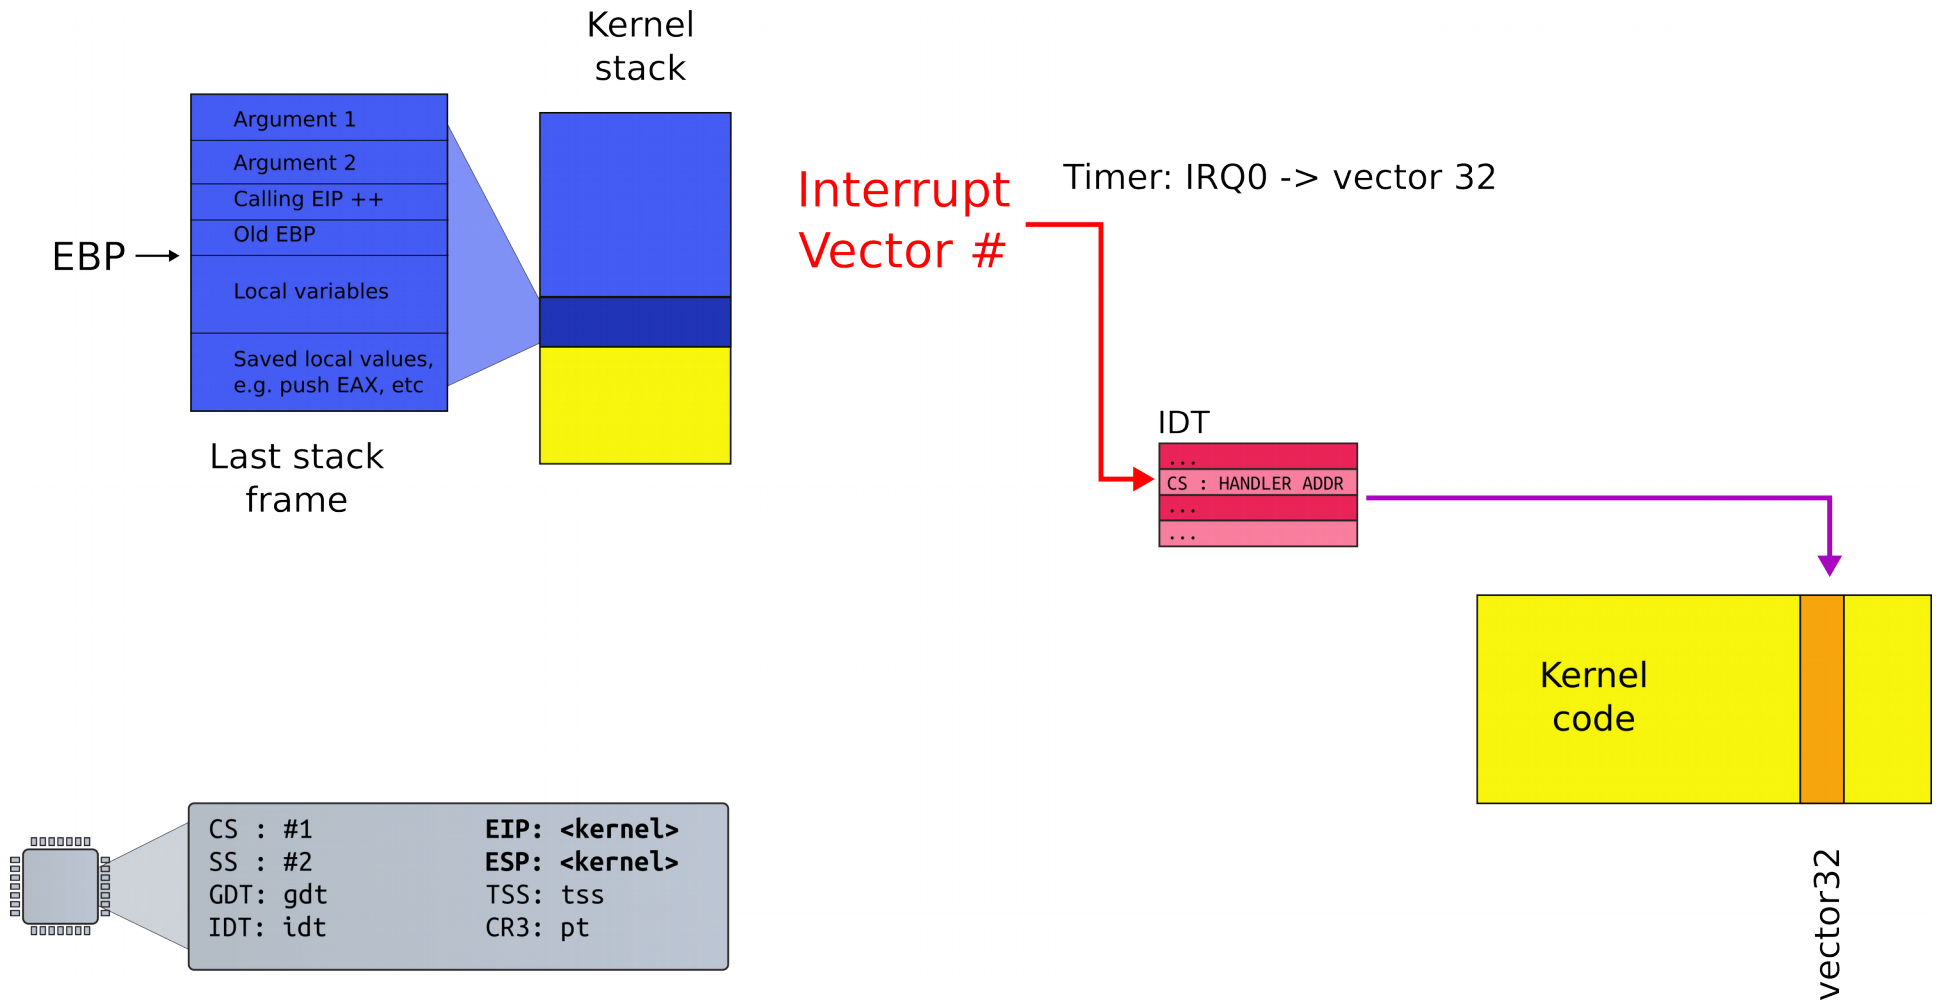 Kernel
stack
Argument 1
Argument 2
Calling EIP ++
Old EBP
EBP
Local variables
Saved local values,
e.g. push EAX, etc
Last stack
frame
Interrupt
Vector #
Timer: IRQ0 -> vector 32
IDT
...
CS : HANDLER ADDR
...
...
Kernel
code
vector32
CS : #1 EIP: <kernel>
SS : #2 ESP: <kernel>
GDT: gdt TSS: tss
IDT: idt CR3: pt